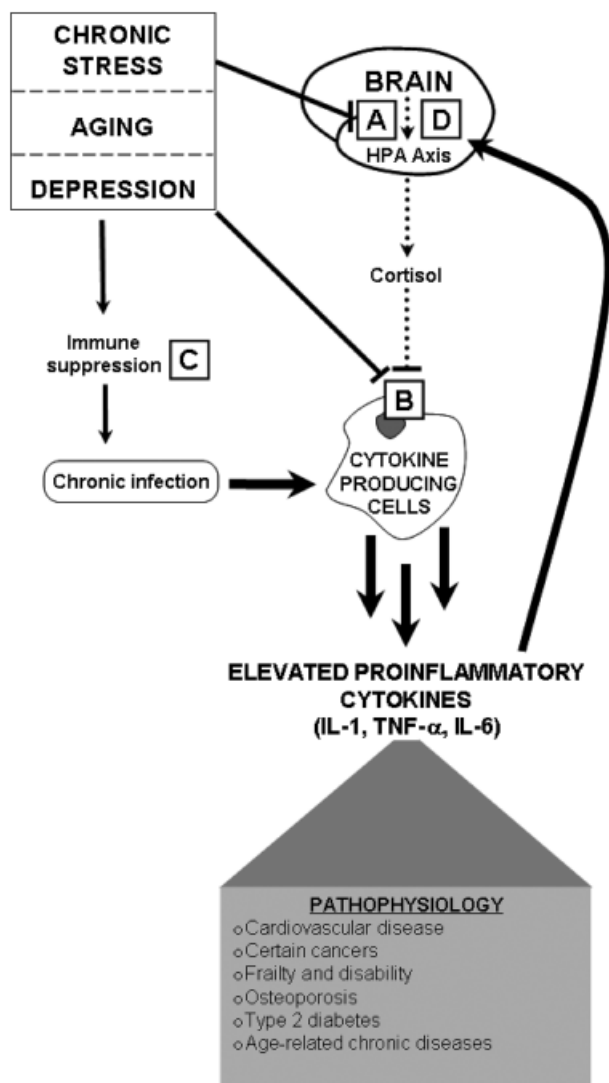 CHRONIC
STRESS
AGING
DEPRESSION
BRAIN
A
D
HPA Axis
Cortisol
Immune
suppression
C
B
Chronic infection
CYTOKINE
PRODUCING
CELLS
ELEVATED PROINFLAMMATORY
CYTOKINES
(IL-1, TNF-α, IL-6)
PATHOPHYSIOLOGY
o Cardiovascular disease
o Certain cancers
o Frailty and disability
o Osteoporosis
o Type 2 diabetes
o Age-related chronic diseases